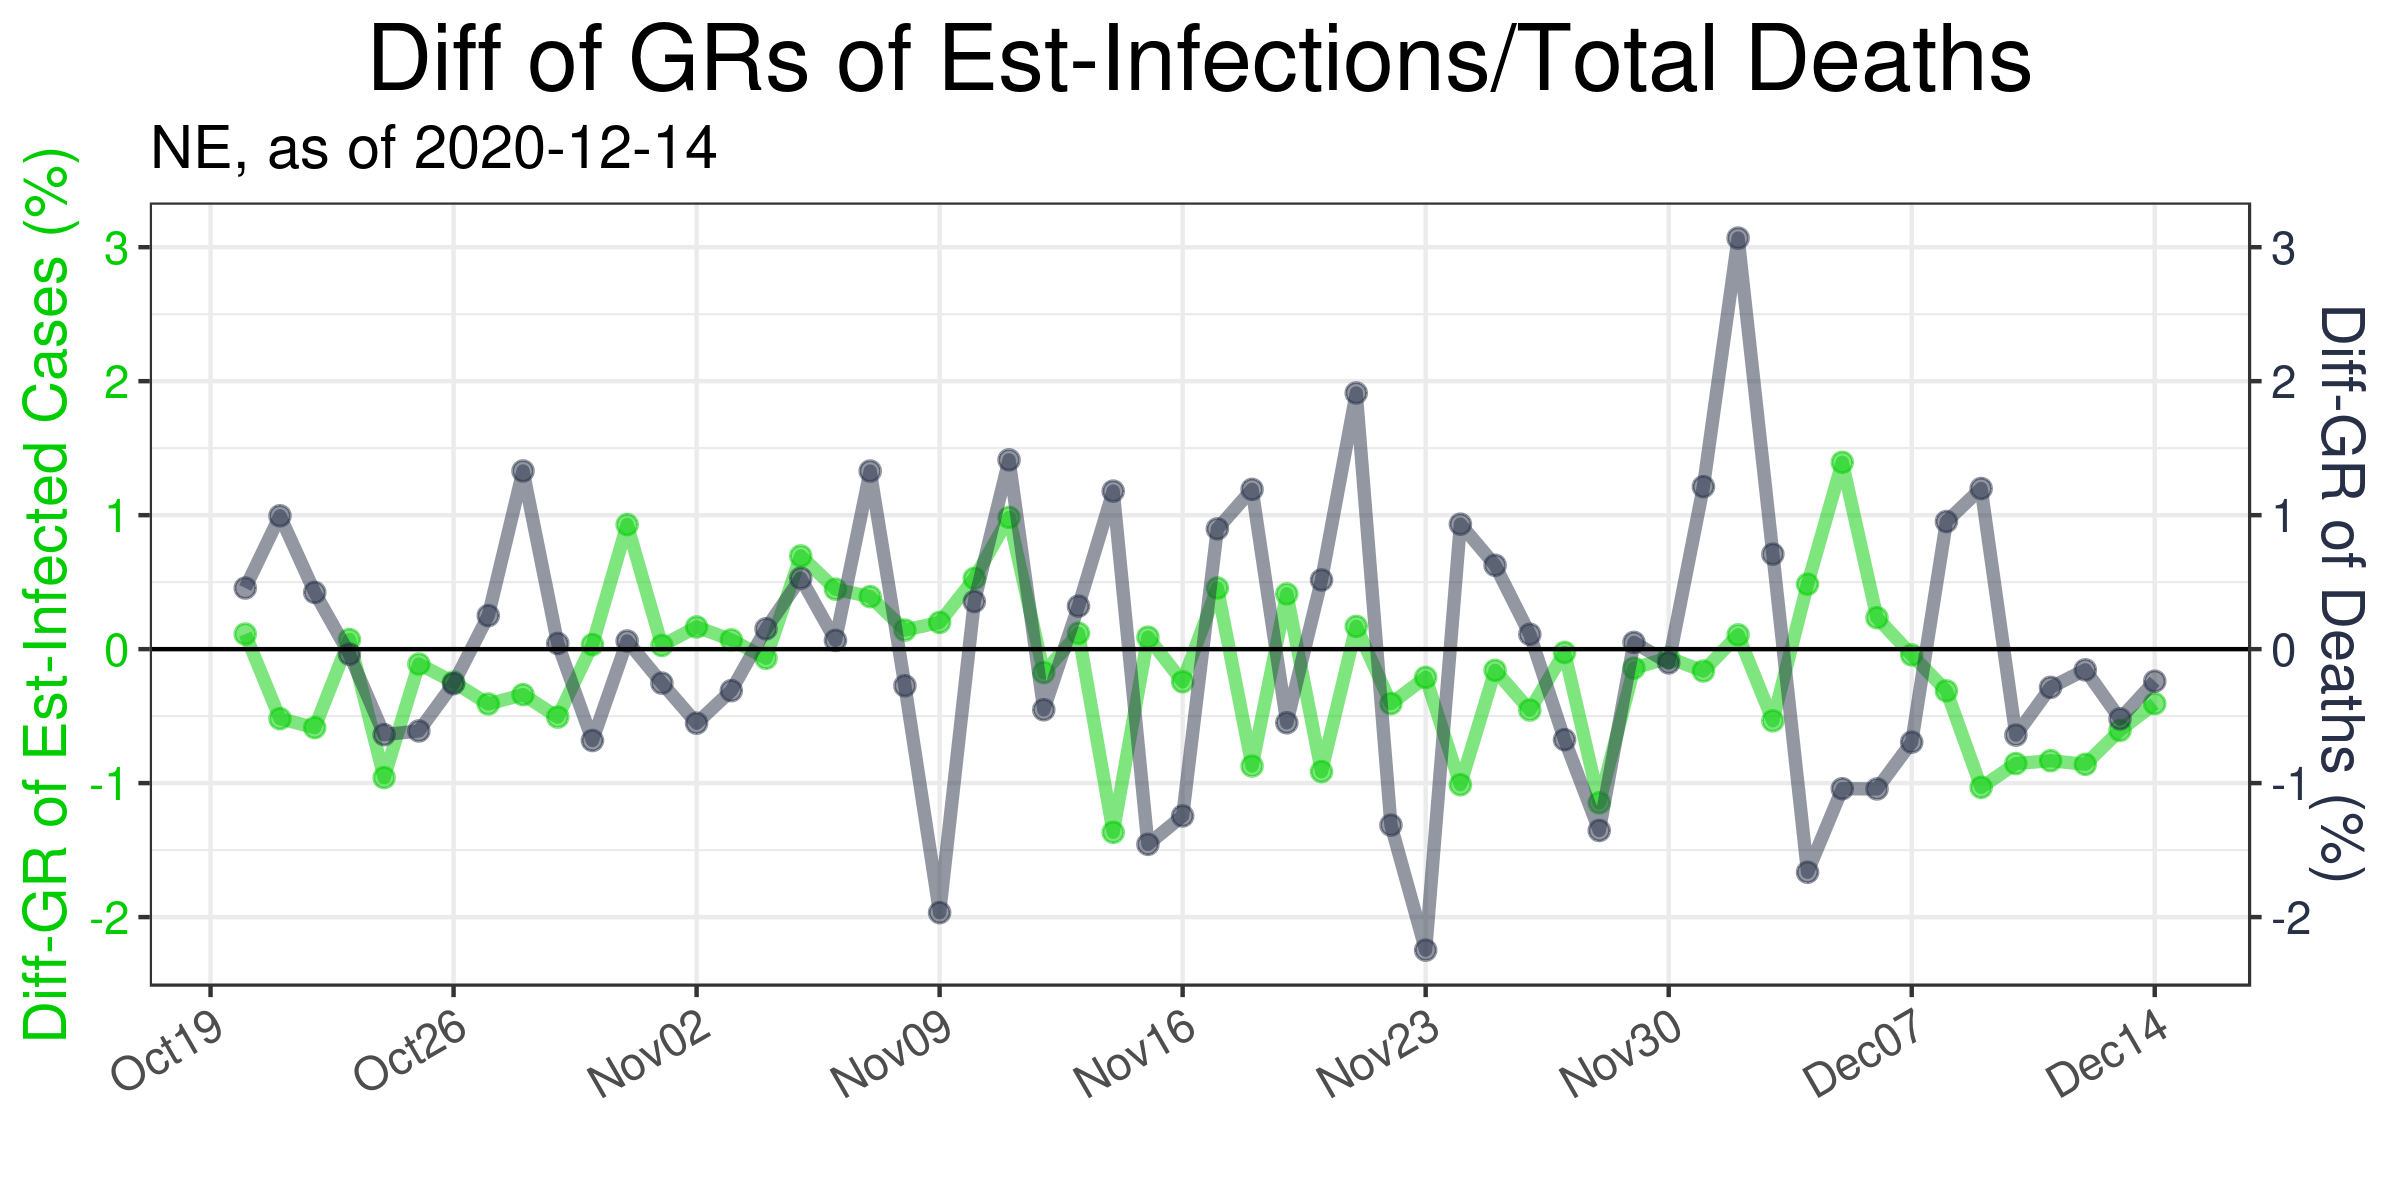 Diff of GRs of Est-Infections/Total Deaths
NE, as of 2020-12-14
Diff-GR of Est-Infected Cases (%)
3
2
1
0
-1
-2
3
2
1
0
-1
-2
Diff-GR of Deaths (%)
Oct19
Oct26
Nov02
Nov09
Nov16
Nov23
Nov30
Dec07
Dec14